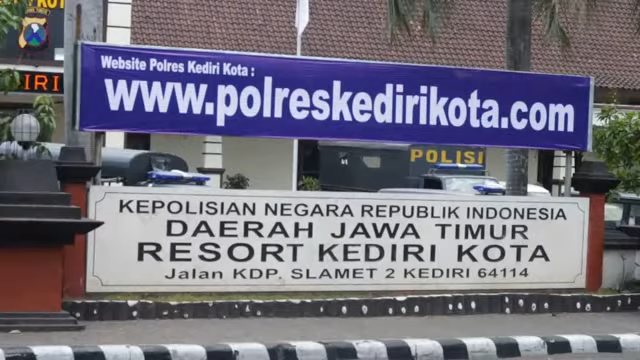 IRI
Website Polres Kediri Kota :
www.polreskedirikota.com
POLISI
KEPOLISIAN NEGARA REPUBLIK INDONESIA
DAERAH JAWA TIMUR
RESORT KEDIRI KOTA
Jalan KDP. SLAMET 2 KEDIRI 64114